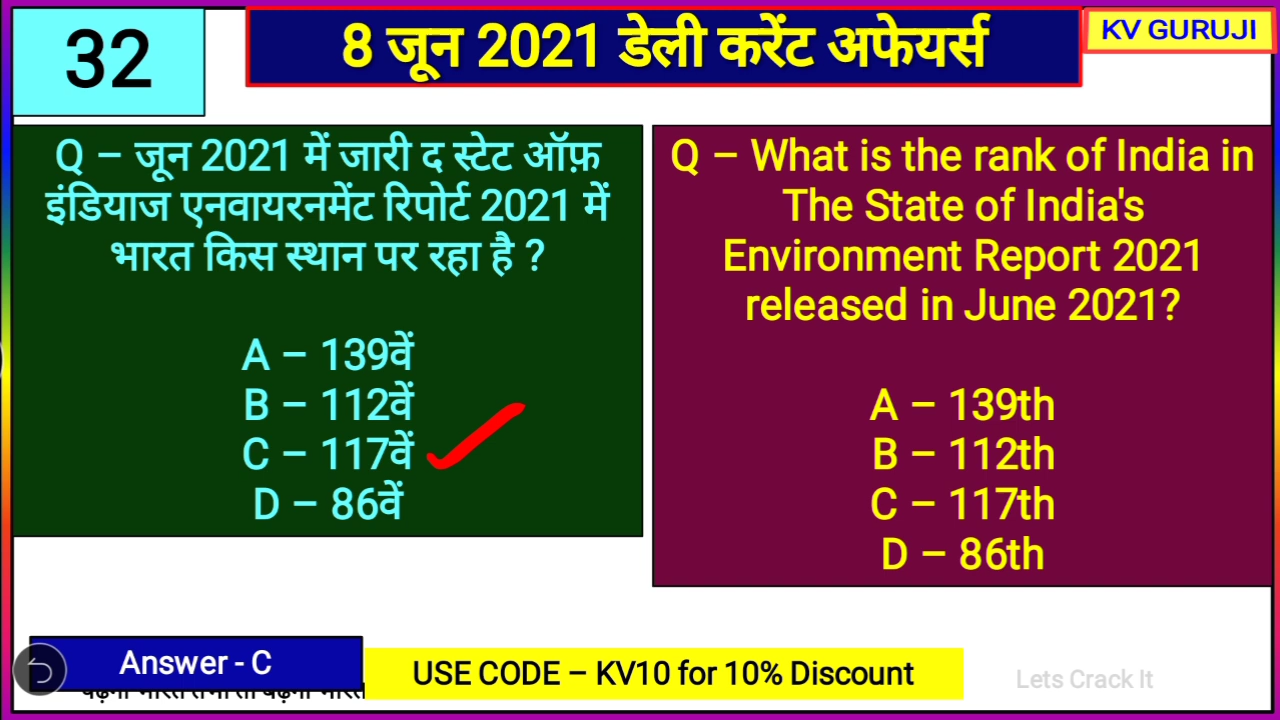 32
8 जून 2021 डेली करेंट अफेयर्स
KV GURUJI
Q – जून 2021 में जारी द स्टेट ऑफ़
इंडियाज एनवायरनमेंट रिपोर्ट 2021 में
भारत किस स्थान पर रहा है ?
A – 139वें
B – 112वें
C – 117वें
D – 86वें
Q – What is the rank of India in
The State of India's
Environment Report 2021
released in June 2021?
A – 139th
B – 112th
C – 117th
D – 86th
Answer - C
USE CODE – KV10 for 10% Discount
Lets Crack It